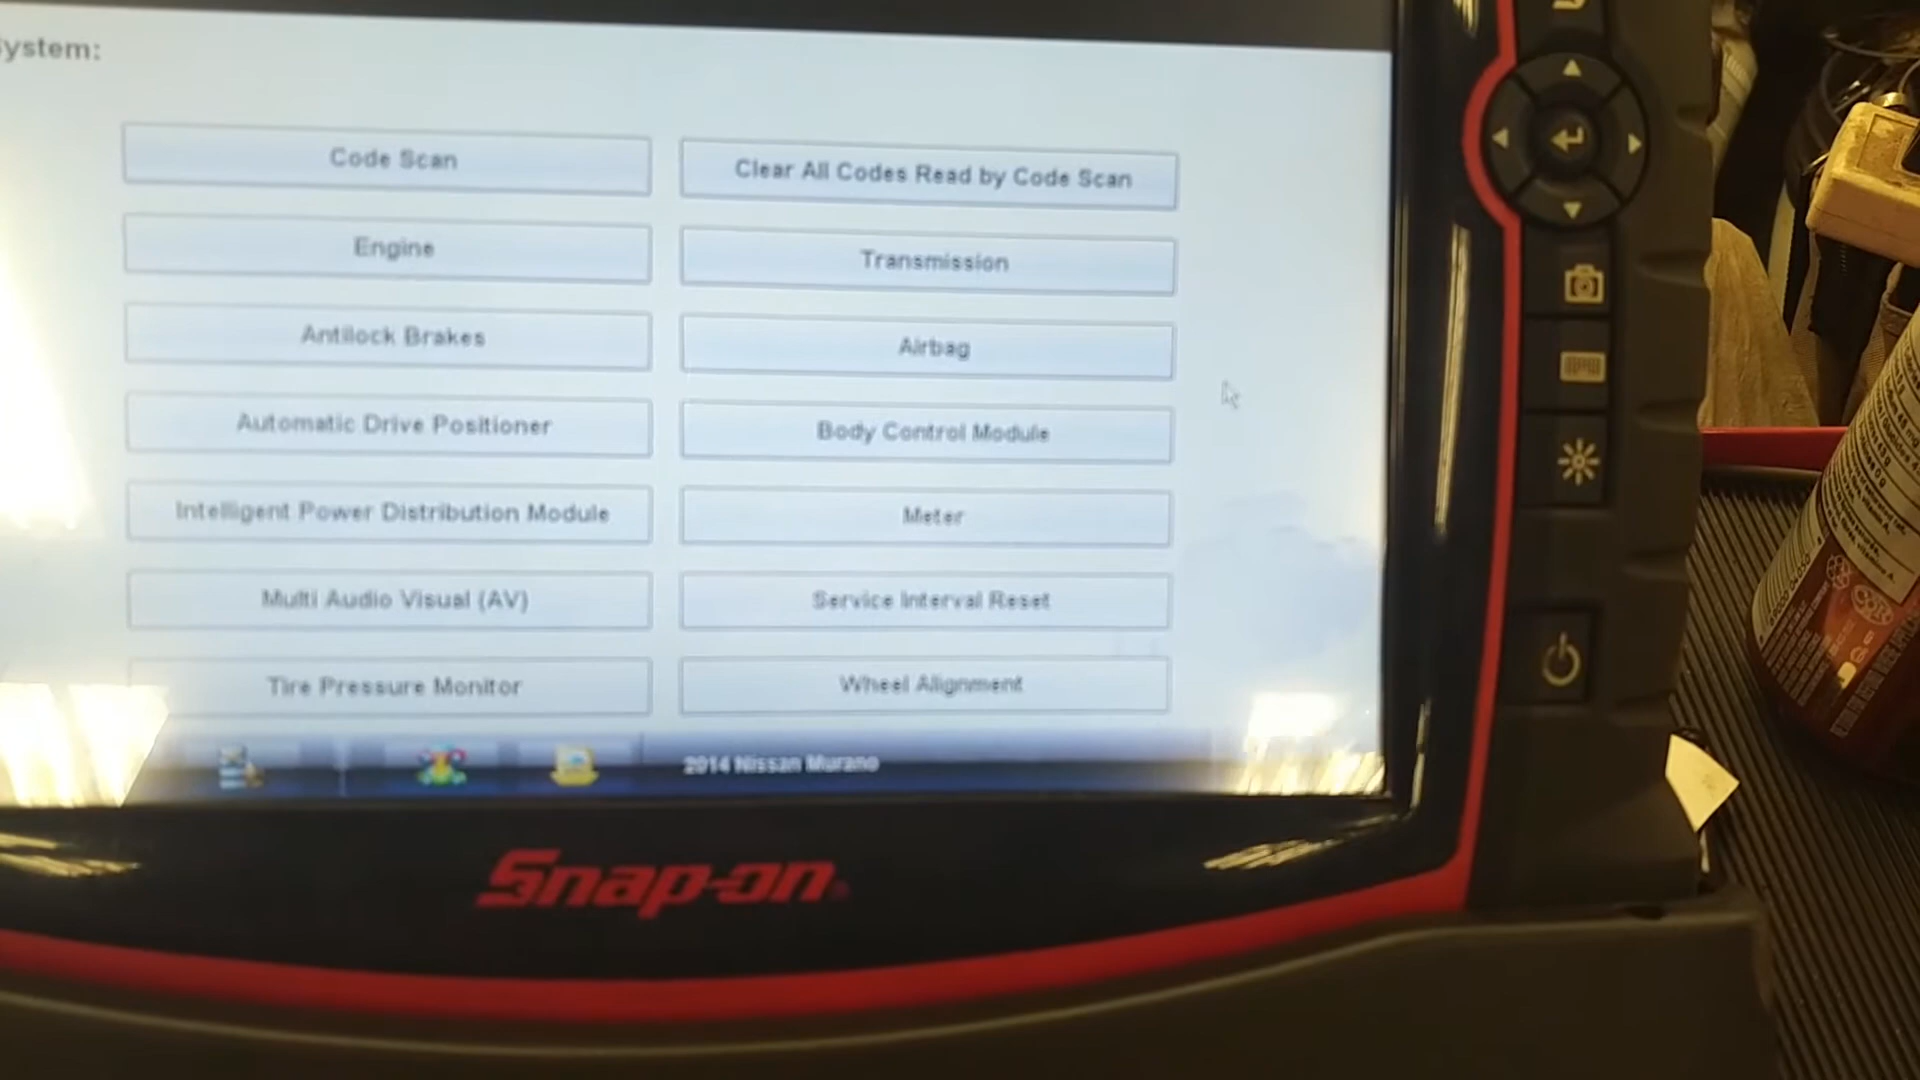 System:
Code Scan
Clear All Codes Read by Code Scan
Engine
Transmission
Antilock Brakes
Airbag
Automatic Drive Positioner
Body Control Module
Intelligent Power Distribution Module
Meter
Multi Audio Visual (AV)
Service Interval Reset
Tire Pressure Monitor
Wheel Alignment
2014 Nissan Murano
Snap-on